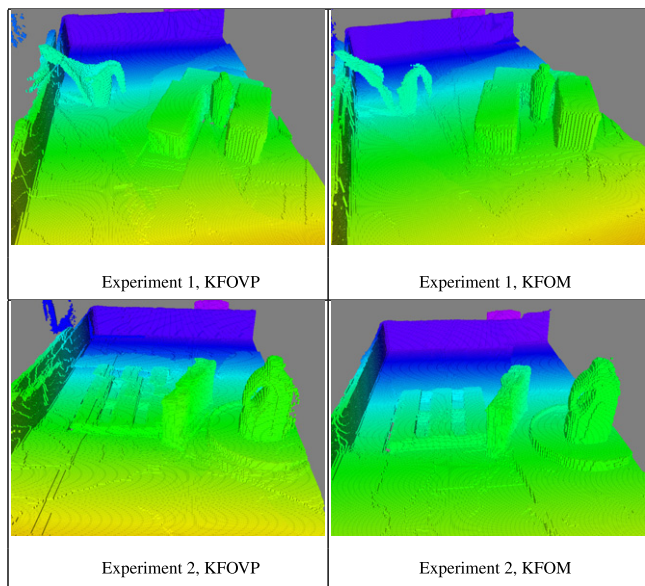 Experiment 1, KFOVP
Experiment 1, KFOM
Experiment 2, KFOVP
Experiment 2, KFOM